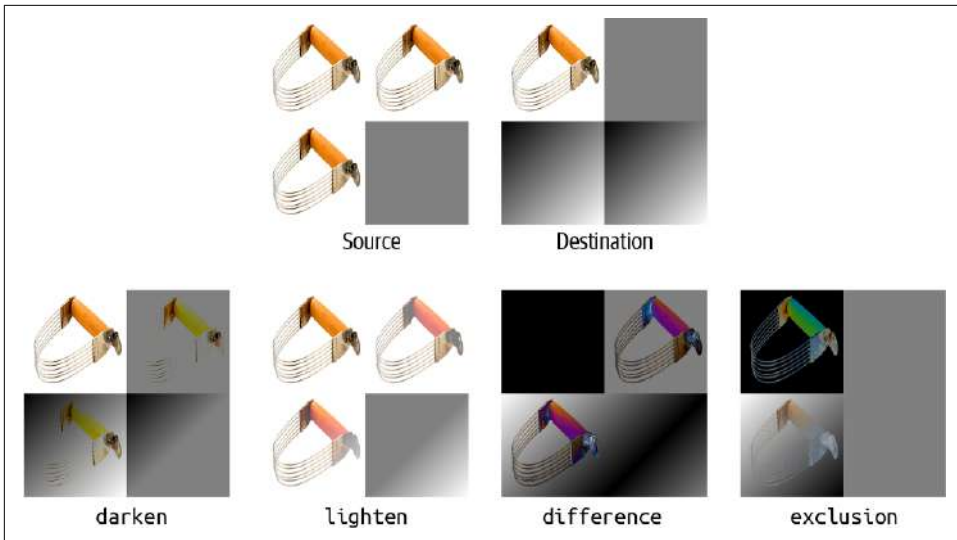 Source
Destination
darken
lighten
difference
exclusion